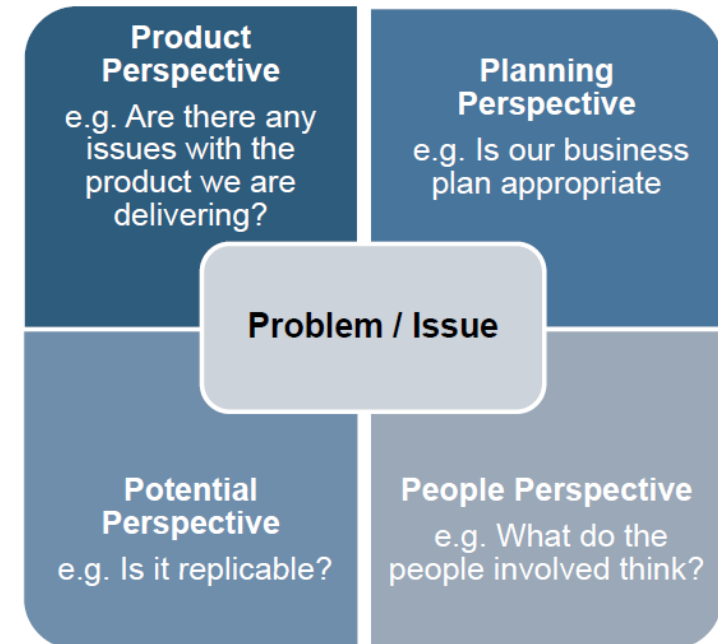 Product
Perspective
e.g. Are there any
issues with the
product we are
delivering?
Planning
Perspective
e.g. Is our business
plan appropriate
Problem / Issue
Potential
Perspective
e.g. Is it replicable?
People Perspective
e.g. What do the
people involved think?